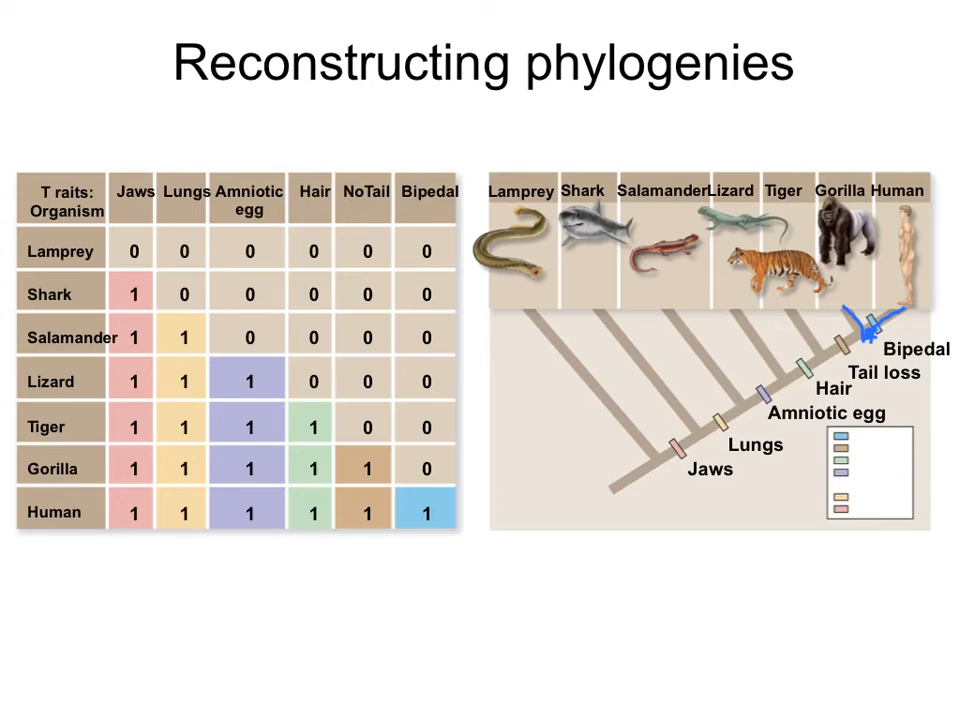 Reconstructing phylogenies
T traits: Jaws Lungs Amniotic Hair NoTail Bipedal
Organism egg
Lamprey 0 0 0 0 0 0
Shark 1 0 0 0 0 0
Salamander 1 1 0 0 0 0
Lizard 1 1 1 0 0 0
Tiger 1 1 1 1 0 0
Gorilla 1 1 1 1 1 0
Human 1 1 1 1 1 1
Lamprey Shark Salamander Lizard Tiger Gorilla Human
Bipedal
Tail loss
Hair
Amniotic egg
Lungs
Jaws